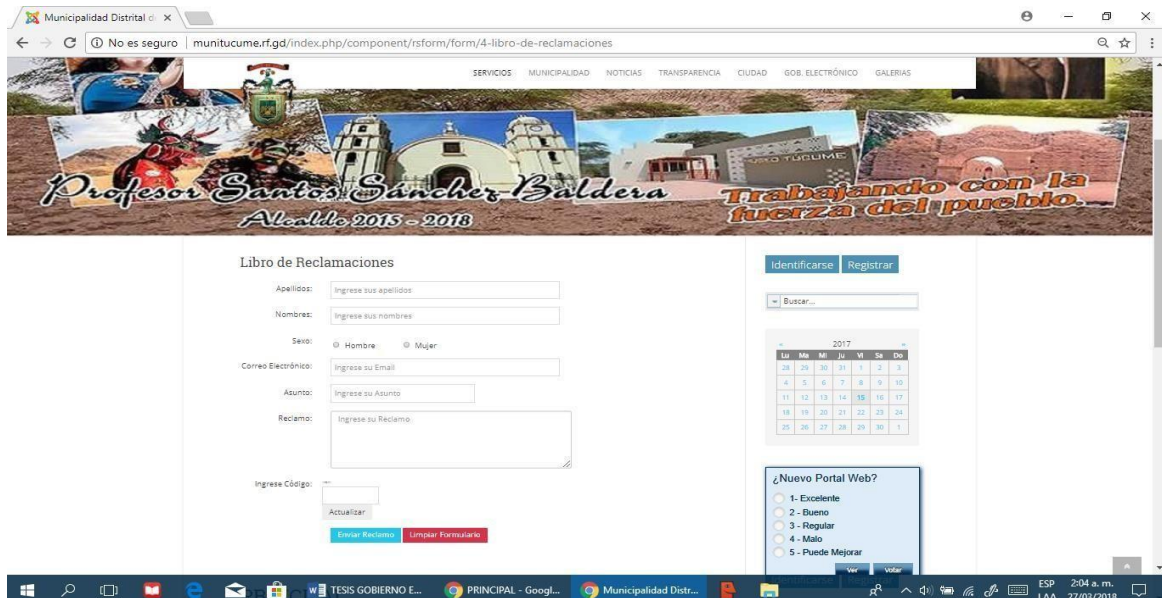 Municipalidad Distrital d
No es seguro munitucume.rf.gd/index.php/component/rsform/form/4-libro-de-reclamaciones
SERVICIOS MUNICIPALIDAD NOTICIAS TRANSPARENCIA CIUDAD GOB. ELECTRÓNICO GALERIAS
TUCUME
Profesor Santos Sánchez Baldera
Alcalde 2015 - 2018
Trabajando con la
fuerza del pueblo.
Libro de Reclamaciones
Apellidos: Ingrese sus apellidos
Nombres: Ingrese sus nombres
Sexo: Hombre Mujer
Correo Electrónico: Ingrese su Email
Asunto: Ingrese su Asunto
Reclamo: Ingrese su Reclamo
Ingrese Código:
Actualizar
Enviar Reclamo Limpiar Formulario
Identificarse Registrar
Buscar...
« 2017 »
Lu Ma Mi Ju Vi Sa Do
28 29 30 31 1 2 3
4 5 6 7 8 9 10
11 12 13 14 15 16 17
18 19 20 21 22 23 24
25 26 27 28 29 30 1
¿Nuevo Portal Web?
1- Excelente
2 - Bueno
3 - Regular
4 - Malo
5 - Puede Mejorar
Ver Votar
TESIS GOBIERNO E...
PRINCIPAL - Googl...
Municipalidad Distr...
ESP
LAA
2:04 a. m.
27/03/2018